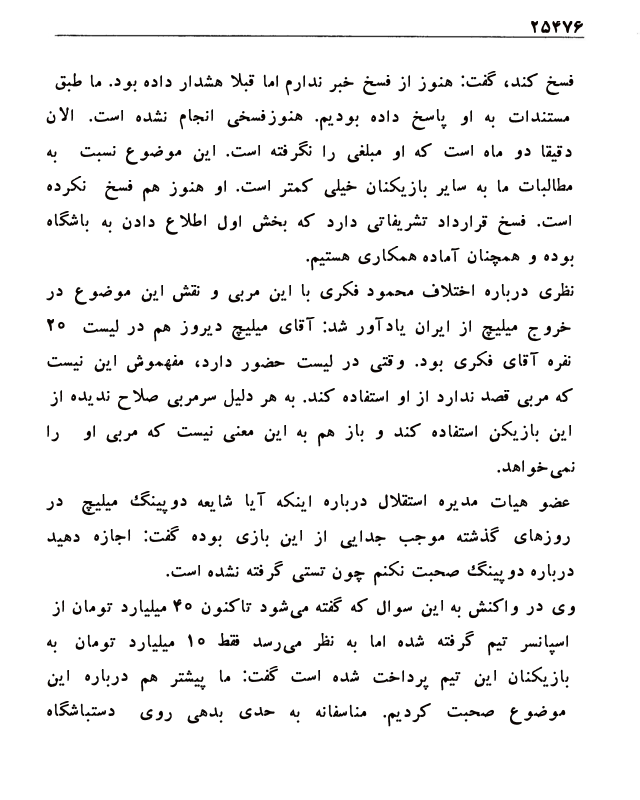 ۲۵۴۷۶
فسخ کند، گفت: هنوز از فسخ خبر ندارم اما قبلا هشدار داده بود. ما طبق
مستندات به او پاسخ داده بودیم. هنوزفسخی انجام نشده است. الان
دقیقا دو ماه است که او مبلغی را نگرفته است. این موضوع نسبت به
مطالبات ما به سایر بازیکنان خیلی کمتر است. او هنوز هم فسخ نکرده
است. فسخ قرارداد تشریفاتی دارد که بخش اول اطلاع دادن به باشگاه
بوده و همچنان آماده همکاری هستیم.
نظری درباره اختلاف محمود فکری با این مربی و نقش این موضوع در
خروج میلیچ از ایران یادآور شد: آقای میلیچ دیروز هم در لیست ۲۰
نفره آقای فکری بود. وقتی در لیست حضور دارد، مفهموش این نیست
که مربی قصد ندارد از او استفاده کند. به هر دلیل سرمربی صلاح ندیده از
این بازیکن استفاده کند و باز هم به این معنی نیست که مربی او را
نمی‌خواهد.
عضو هیات مدیره استقلال درباره اینکه آیا شایعه دوپینگ میلیچ در
روزهای گذشته موجب جدایی از این بازی بوده گفت: اجازه دهید
درباره دوپینگ صحبت نکنم چون تستی گرفته نشده است.
وی در واکنش به این سوال که گفته می‌شود تاکنون ۴۰ میلیارد تومان از
اسپانسر تیم گرفته شده اما به نظر می‌رسد فقط ۱۰ میلیارد تومان به
بازیکنان این تیم پرداخت شده است گفت: ما پیشتر هم درباره این
موضوع صحبت کردیم. مناسفانه به حدی بدهی روی دستباشگاه